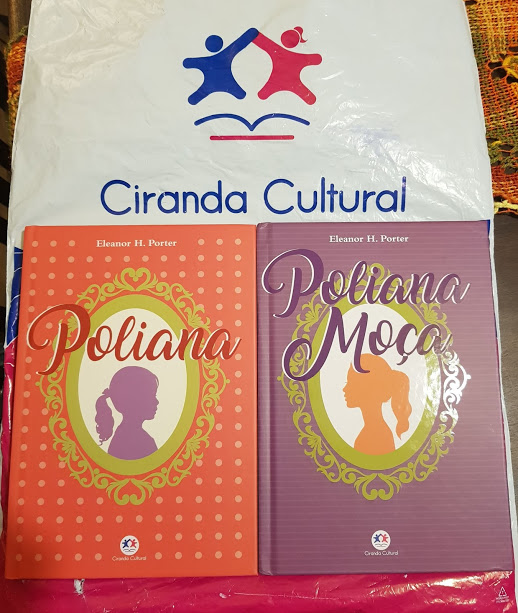 Ciranda Cultural
Eleanor H. Porter
Poliana
Ciranda Cultural
Eleanor H. Porter
Poliana
Moça
Ciranda Cultural